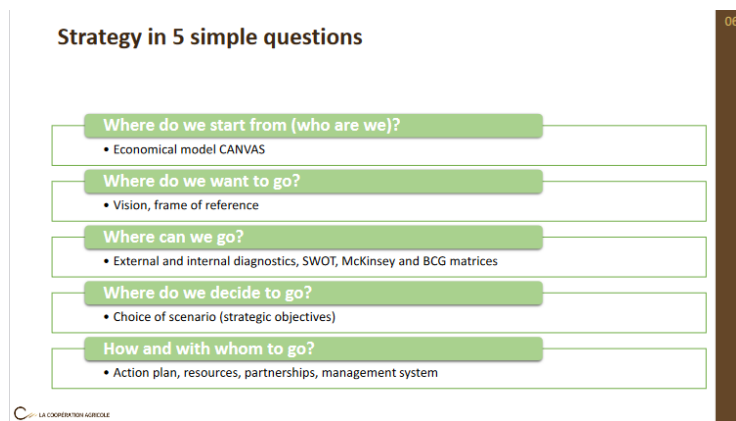 06
Strategy in 5 simple questions
Where do we start from (who are we)?
• Economical model CANVAS
Where do we want to go?
• Vision, frame of reference
Where can we go?
• External and internal diagnostics, SWOT, McKinsey and BCG matrices
Where do we decide to go?
• Choice of scenario (strategic objectives)
How and with whom to go?
• Action plan, resources, partnerships, management system
LA COOPÉRATION AGRICOLE